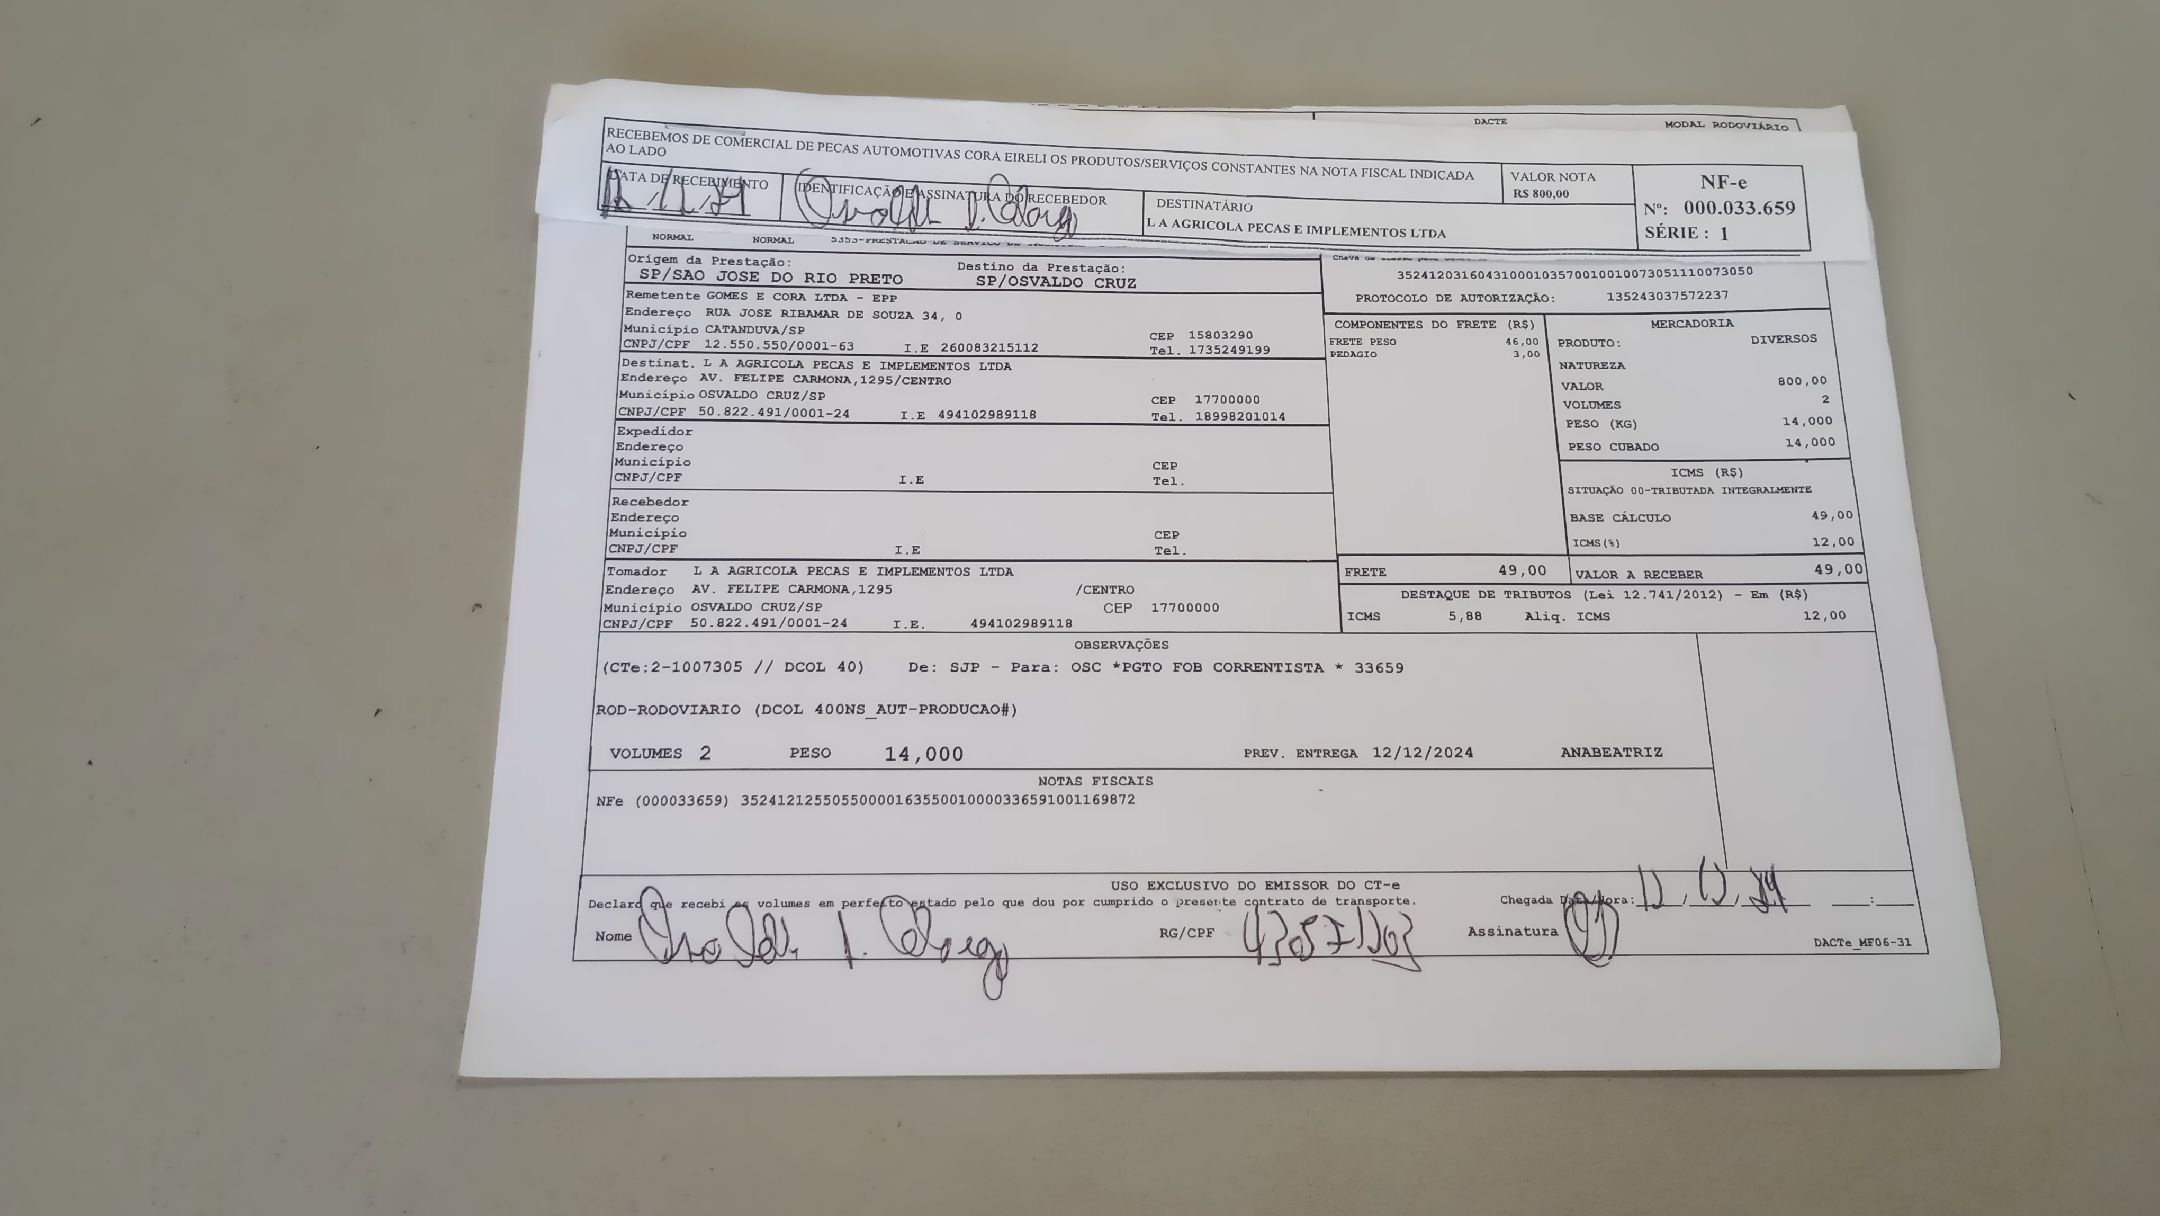 DACTE MODAL RODOVIÁRIO
RECEBEMOS DE COMERCIAL DE PECAS AUTOMOTIVAS CORA EIRELI OS PRODUTOS/SERVIÇOS CONSTANTES NA NOTA FISCAL INDICADA
AO LADO
DATA DE RECEBIMENTO
IDENTIFICAÇÃO E ASSINATURA DO RECEBEDOR
DESTINATÁRIO
L A AGRICOLA PECAS E IMPLEMENTOS LTDA
VALOR NOTA
R$ 800,00
NF-e
Nº: 000.033.659
SÉRIE : 1
NORMAL NORMAL 5353-PRESTACAO DE SERVICO DE
Origem da Prestação: Destino da Prestação:
SP/SAO JOSE DO RIO PRETO SP/OSVALDO CRUZ
Remetente GOMES E CORA LTDA - EPP
Endereço RUA JOSE RIBAMAR DE SOUZA 34, 0
Município CATANDUVA/SP CEP 15803290
CNPJ/CPF 12.550.550/0001-63 I.E 260083215112 Tel. 1735249199
Destinat. L A AGRICOLA PECAS E IMPLEMENTOS LTDA
Endereço AV. FELIPE CARMONA,1295/CENTRO
Município OSVALDO CRUZ/SP CEP 17700000
CNPJ/CPF 50.822.491/0001-24 I.E 494102989118 Tel. 18998201014
Expedidor
Endereço
Município CEP
CNPJ/CPF I.E Tel.
Recebedor
Endereço
Município CEP
CNPJ/CPF I.E Tel.
Tomador L A AGRICOLA PECAS E IMPLEMENTOS LTDA
Endereço AV. FELIPE CARMONA,1295 /CENTRO
Município OSVALDO CRUZ/SP CEP 17700000
CNPJ/CPF 50.822.491/0001-24 I.E. 494102989118
35241203160431000103570010010073051110073050
PROTOCOLO DE AUTORIZAÇÃO: 135243037572237
COMPONENTES DO FRETE (R$)
FRETE PESO 46,00
PEDAGIO 3,00
MERCADORIA
PRODUTO: DIVERSOS
NATUREZA
VALOR 800,00
VOLUMES 2
PESO (KG) 14,000
PESO CUBADO 14,000
ICMS (R$)
SITUAÇÃO 00-TRIBUTADA INTEGRALMENTE
BASE CÁLCULO 49,00
ICMS(%) 12,00
FRETE 49,00 VALOR A RECEBER 49,00
DESTAQUE DE TRIBUTOS (Lei 12.741/2012) - Em (R$)
ICMS 5,88 Aliq. ICMS 12,00
OBSERVAÇÕES
(CTe:2-1007305 // DCOL 40) De: SJP - Para: OSC *PGTO FOB CORRENTISTA * 33659
ROD-RODOVIARIO (DCOL 400NS_AUT-PRODUCAO#)
VOLUMES 2 PESO 14,000 PREV. ENTREGA 12/12/2024 ANABEATRIZ
NOTAS FISCAIS
NFe (000033659) 35241212550550000163550010000336591001169872
USO EXCLUSIVO DO EMISSOR DO CT-e
Declaro que recebi os volumes em perfeito estado pelo que dou por cumprido o presente contrato de transporte. Chegada Data/Hora:
Nome RG/CPF Assinatura
DACTe_MF06-31